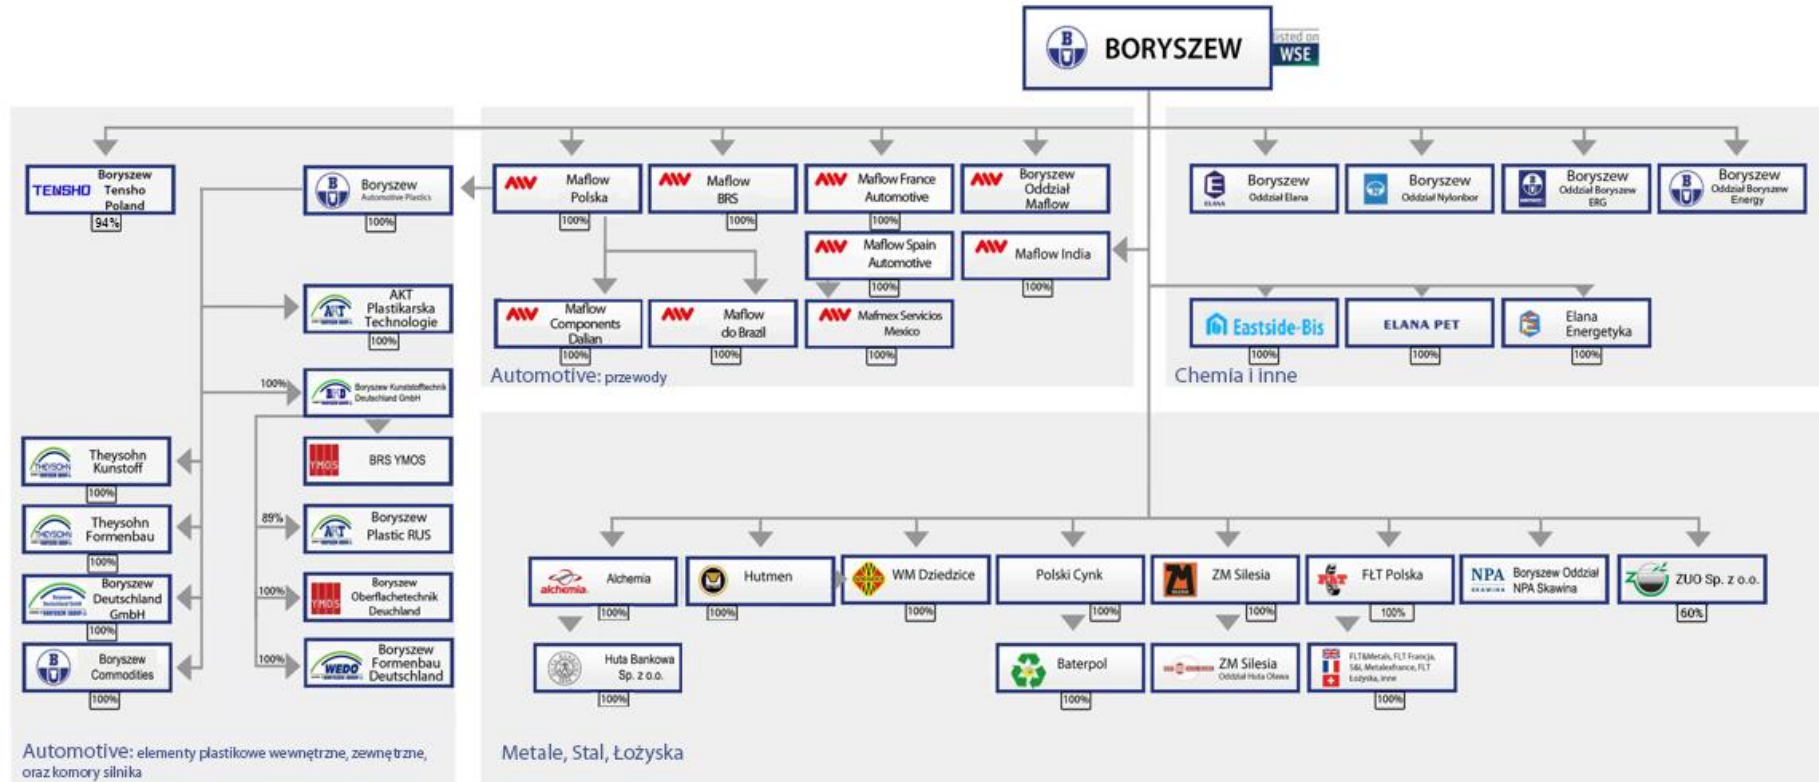 BORYSZEW
listed on
WSE
TENSHO
Boryszew
Tensho
Poland
94%
Boryszew
Automotive Plastics
100%
AKT
Plastikarska
Technologie
100%
100%
Boryszew Kunststofftechnik
Deutschland GmbH
YMOS
BRS YMOS
89%
Boryszew
Plastic RUS
100%
YMOS
Boryszew
Oberflachetechnik
Deuchland
100%
WEDO
Boryszew
Formenbau
Deutschland
THEYSOHN
Theysohn
Kunstoff
100%
THEYSOHN
Theysohn
Formenbau
100%
Boryszew
Deutschland
GmbH
100%
Boryszew
Commodities
100%
Automotive: elementy plastikowe wewnętrzne, zewnętrzne,
oraz komory silnika
Maflow
Polska
100%
Maflow
BRS
100%
Maflow France
Automotive
100%
Boryszew
Oddział
Maflow
Maflow Spain
Automotive
100%
Maflow India
100%
Maflow
Components
Dalian
100%
Maflow
do Brazil
100%
Mafmex Servicios
Mexico
100%
Automotive: przewody
ELANA
Boryszew
Oddział Elana
Boryszew
Oddział Nylonbor
Boryszew
Oddział Boryszew
ERG
Boryszew
Oddział Boryszew
Energy
Eastside-Bis
100%
ELANA PET
100%
Elana
Energetyka
100%
Chemia i inne
alchemia
Alchemia
100%
Hutmen
100%
WM Dziedzice
100%
Polski Cynk
100%
ZM Silesia
100%
FŁT Polska
100%
NPA
SKAWINA
Boryszew Oddział
NPA Skawina
ZUO Sp. z o.o.
60%
Huta Bankowa
Sp. z o.o.
100%
Baterpol
100%
ZM Silesia
Oddział Huta Oława
FLT&Metals, FLT Francja,
S&I, Metalexfrance, FLT
Łożyska, inne
100%
Metale, Stal, Łożyska